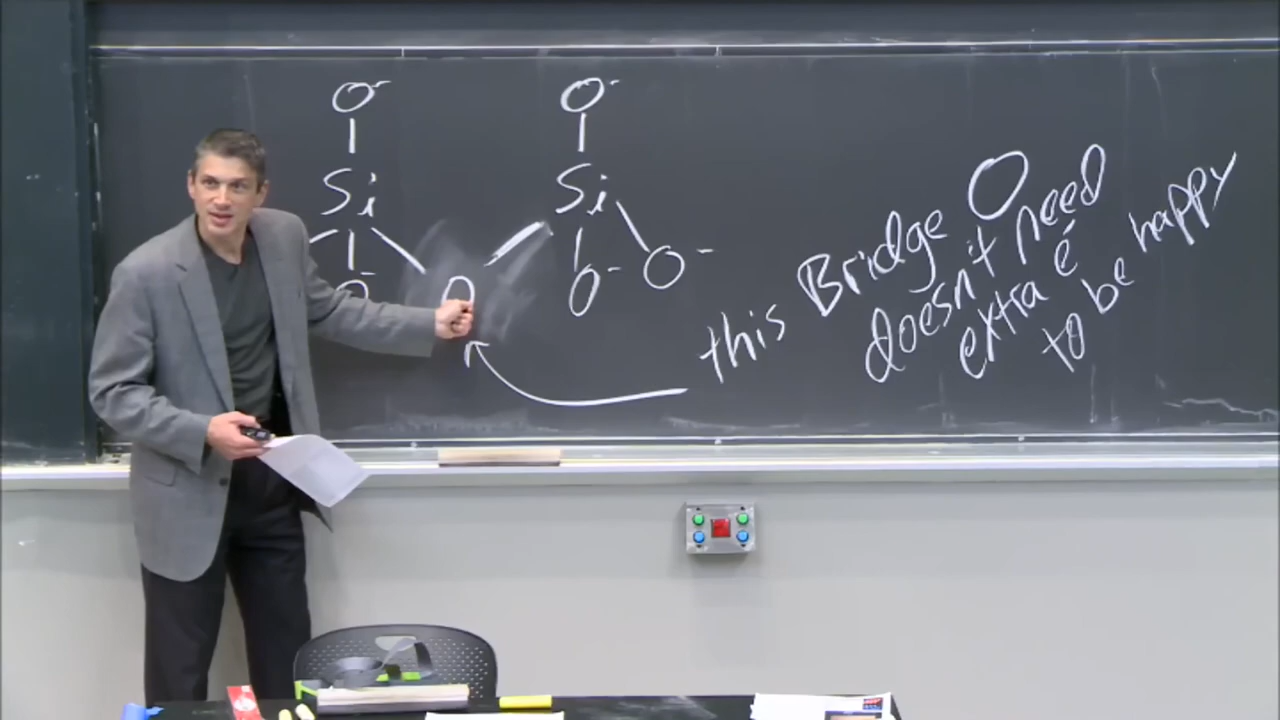 O⁻ O⁻
Si Si
O⁻ O O⁻ O⁻
this Bridge O
doesn't need
extra é
to be happy